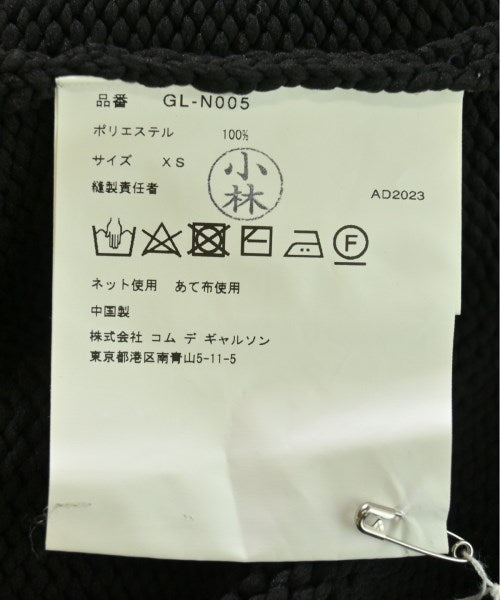 品番 GL-N005
ポリエステル 100%
サイズ XS
縫製責任者
小林
AD2023
F
ネット使用 あて布使用
中国製
株式会社 コム デ ギャルソン
東京都港区南青山5-11-5